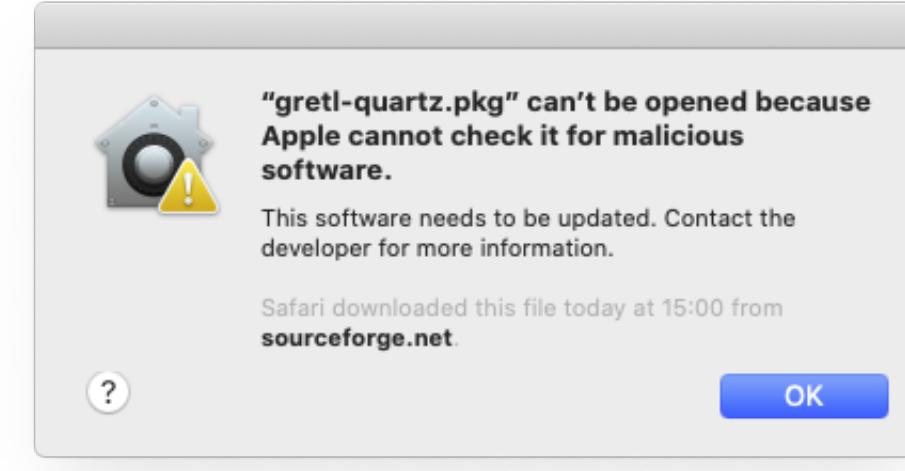 “gretl-quartz.pkg” can’t be opened because
Apple cannot check it for malicious
software.
This software needs to be updated. Contact the
developer for more information.
Safari downloaded this file today at 15:00 from
sourceforge.net.
?
OK